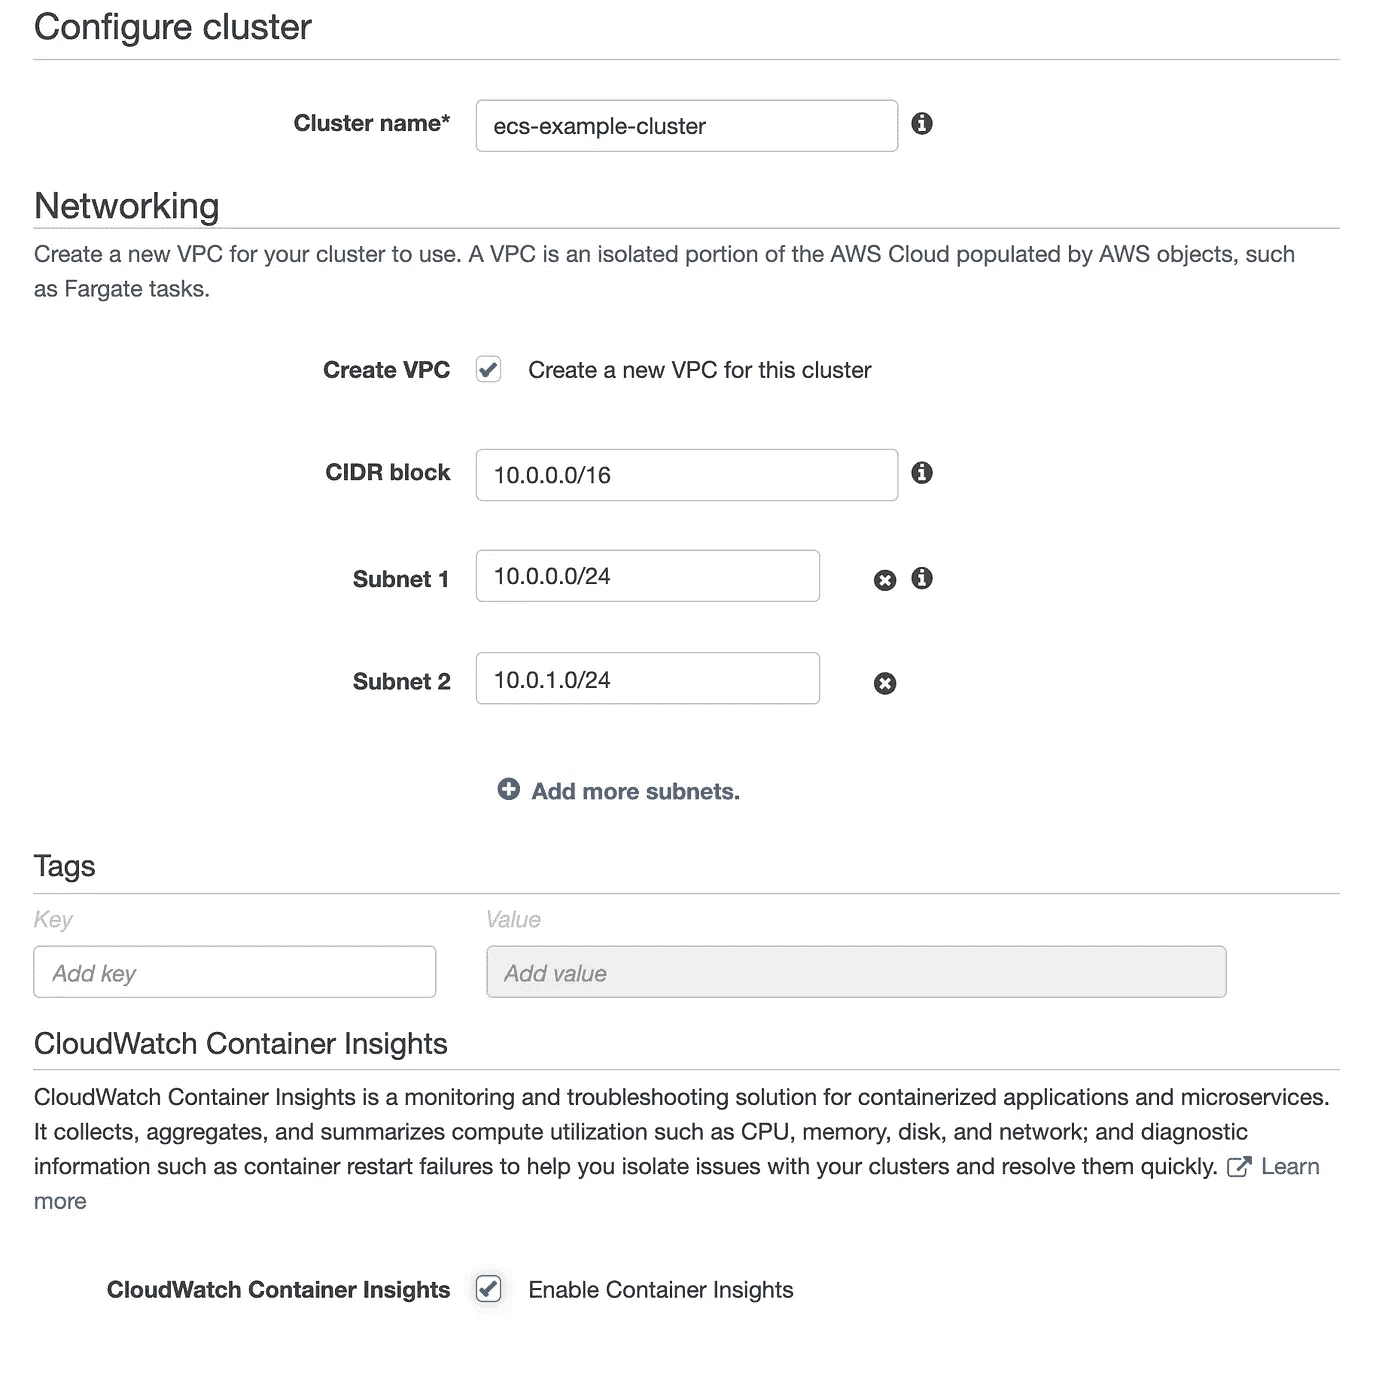 Configure cluster
Cluster name* ecs-example-cluster
Networking
Create a new VPC for your cluster to use. A VPC is an isolated portion of the AWS Cloud populated by AWS objects, such
as Fargate tasks.
Create VPC Create a new VPC for this cluster
CIDR block 10.0.0.0/16
Subnet 1 10.0.0.0/24
Subnet 2 10.0.1.0/24
Add more subnets.
Tags
Key Value
Add key Add value
CloudWatch Container Insights
CloudWatch Container Insights is a monitoring and troubleshooting solution for containerized applications and microservices.
It collects, aggregates, and summarizes compute utilization such as CPU, memory, disk, and network; and diagnostic
information such as container restart failures to help you isolate issues with your clusters and resolve them quickly. Learn
more
CloudWatch Container Insights Enable Container Insights